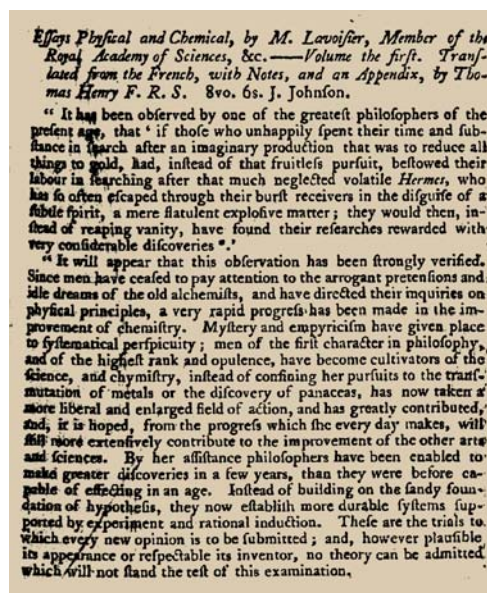 Eſſays Phyſical and Chemical, by M. Lavoiſier, Member of the
Royal Academy of Sciences, &c.——Volume the firſt. Tranſ-
lated from the French, with Notes, and an Appendix, by Tho-
mas Henry F. R. S. 8vo. 6s. J. Johnſon.
“ It has been obſerved by one of the greateſt philoſophers of the
preſent age, that ‘ if thoſe who unhappily ſpent their time and ſub-
ſtance in ſearch after an imaginary production that was to reduce all
things to gold, had, inſtead of that fruitleſs purſuit, beſtowed their
labour in ſearching after that much neglected volatile Hermes, who
has ſo often eſcaped through their burſt receivers in the diſguiſe of a
ſubtle ſpirit, a mere flatulent exploſive matter ; they would then, in-
ſtead of reaping vanity, have found their reſearches rewarded with
very conſiderable diſcoveries *.’
“ It will appear that this obſervation has been ſtrongly verified.
Since men have ceaſed to pay attention to the arrogant pretenſions and
idle dreams of the old alchemiſts, and have directed their inquiries on
phyſical principles, a very rapid progreſs has been made in the im-
provement of chemiſtry. Myſtery and empyriciſm have given place
to ſyſtematical perſpicuity ; men of the firſt character in philoſophy,
and of the higheſt rank and opulence, have become cultivators of the
ſcience, and chymiſtry, inſtead of confining her purſuits to the tranſ-
mutation of metals or the diſcovery of panaceas, has now taken a
more liberal and enlarged field of action, and has greatly contributed,
and, it is hoped, from the progreſs which ſhe every day makes, will
ſtill more extenſively contribute to the improvement of the other arts
and ſciences. By her aſſiſtance philoſophers have been enabled to
make greater diſcoveries in a few years, than they were before ca-
pable of effecting in an age. Inſtead of building on the ſandy foun-
dation of hypotheſis, they now eſtabliſh more durable ſyſtems ſup-
ported by experiment and rational induction. Theſe are the trials to
which every new opinion is to be ſubmitted ; and, however plauſible
its appearance or reſpectable its inventor, no theory can be admitted
which will not ſtand the teſt of this examination.